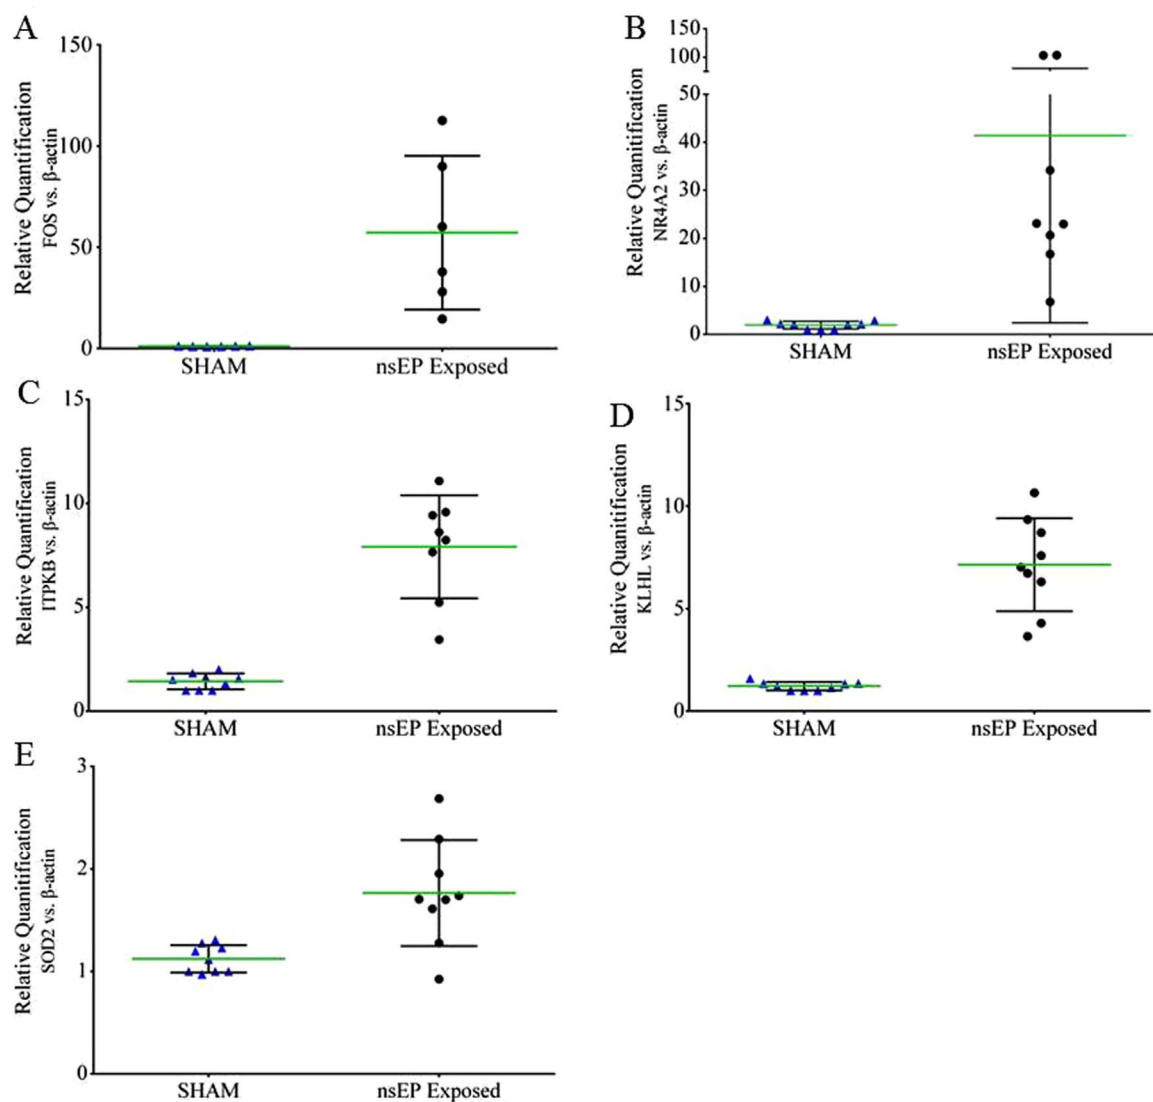 A
Relative Quantification
FOS vs. β-actin
150
100
50
0
SHAM
nsEP Exposed
B
Relative Quanitification
NR4A2 vs. β-actin
150
100
50
40
30
20
10
0
SHAM
nsEP Exposed
C
Relative Quanitification
ITPKB vs. β-actin
15
10
5
0
SHAM
nsEP Exposed
D
Relative Quanitification
KLHL vs. β-actin
15
10
5
0
SHAM
nsEP Exposed
E
Relative Quanitification
SOD2 vs. β-actin
3
2
1
0
SHAM
nsEP Exposed